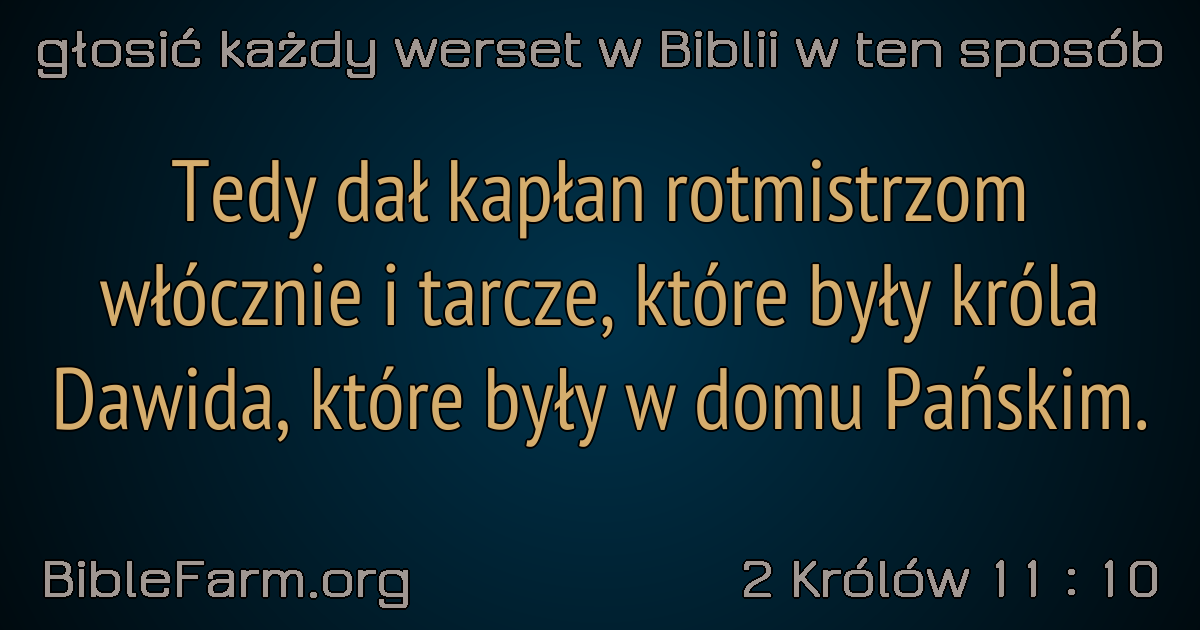 głosić każdy werset w Biblii w ten sposób
Tedy dał kapłan rotmistrzom
włócznie i tarcze, które były króla
Dawida, które były w domu Pańskim.
BibleFarm.org
2 Królów 11 : 10